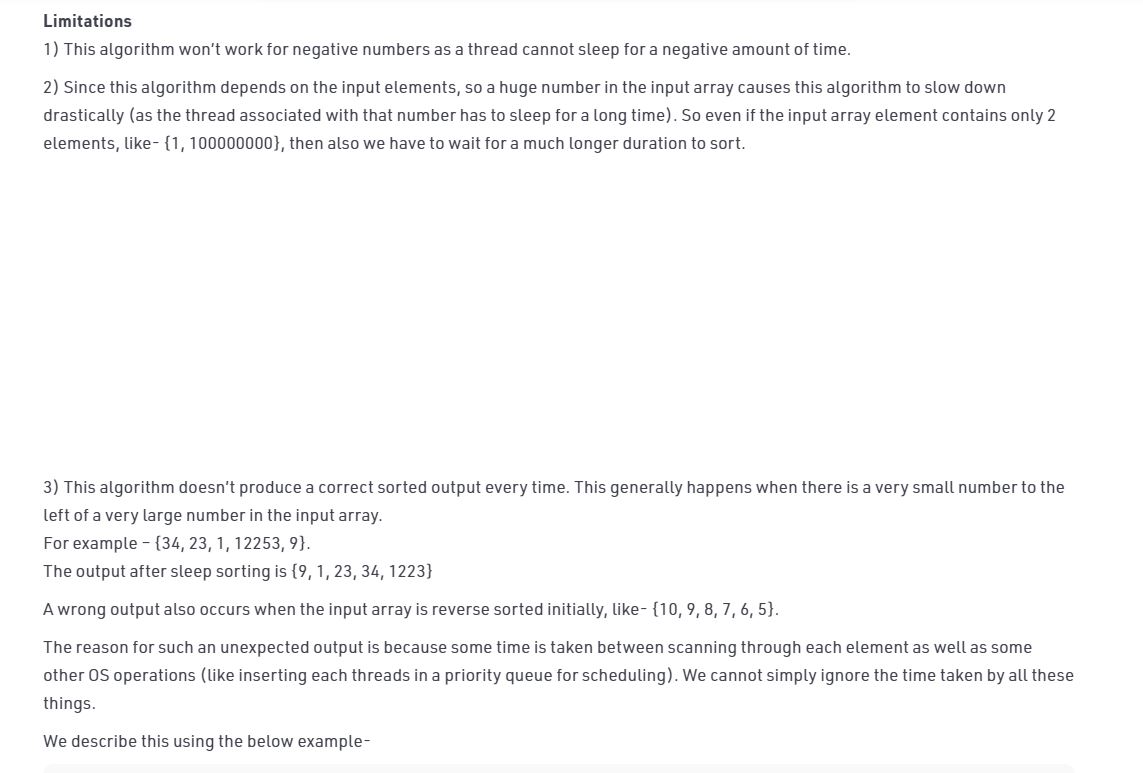 Limitations
1) This algorithm won't work for negative numbers as a thread cannot sleep for a negative amount of time.
2) Since this algorithm depends on the input elements, so a huge number in the input array causes this algorithm to slow down
drastically (as the thread associated with that number has to sleep for a long time). So even if the input array element contains only 2
elements, like- {1, 100000000}, then also we have to wait for a much longer duration to sort.
3) This algorithm doesn't produce a correct sorted output every time. This generally happens when there is a very small number to the
left of a very large number in the input array.
For example – {34, 23, 1, 12253, 9}.
The output after sleep sorting is {9, 1, 23, 34, 1223}
A wrong output also occurs when the input array is reverse sorted initially, like- {10, 9, 8, 7, 6, 5}.
The reason for such an unexpected output is because some time is taken between scanning through each element as well as some
other OS operations (like inserting each threads in a priority queue for scheduling). We cannot simply ignore the time taken by all these
things.
We describe this using the below example-